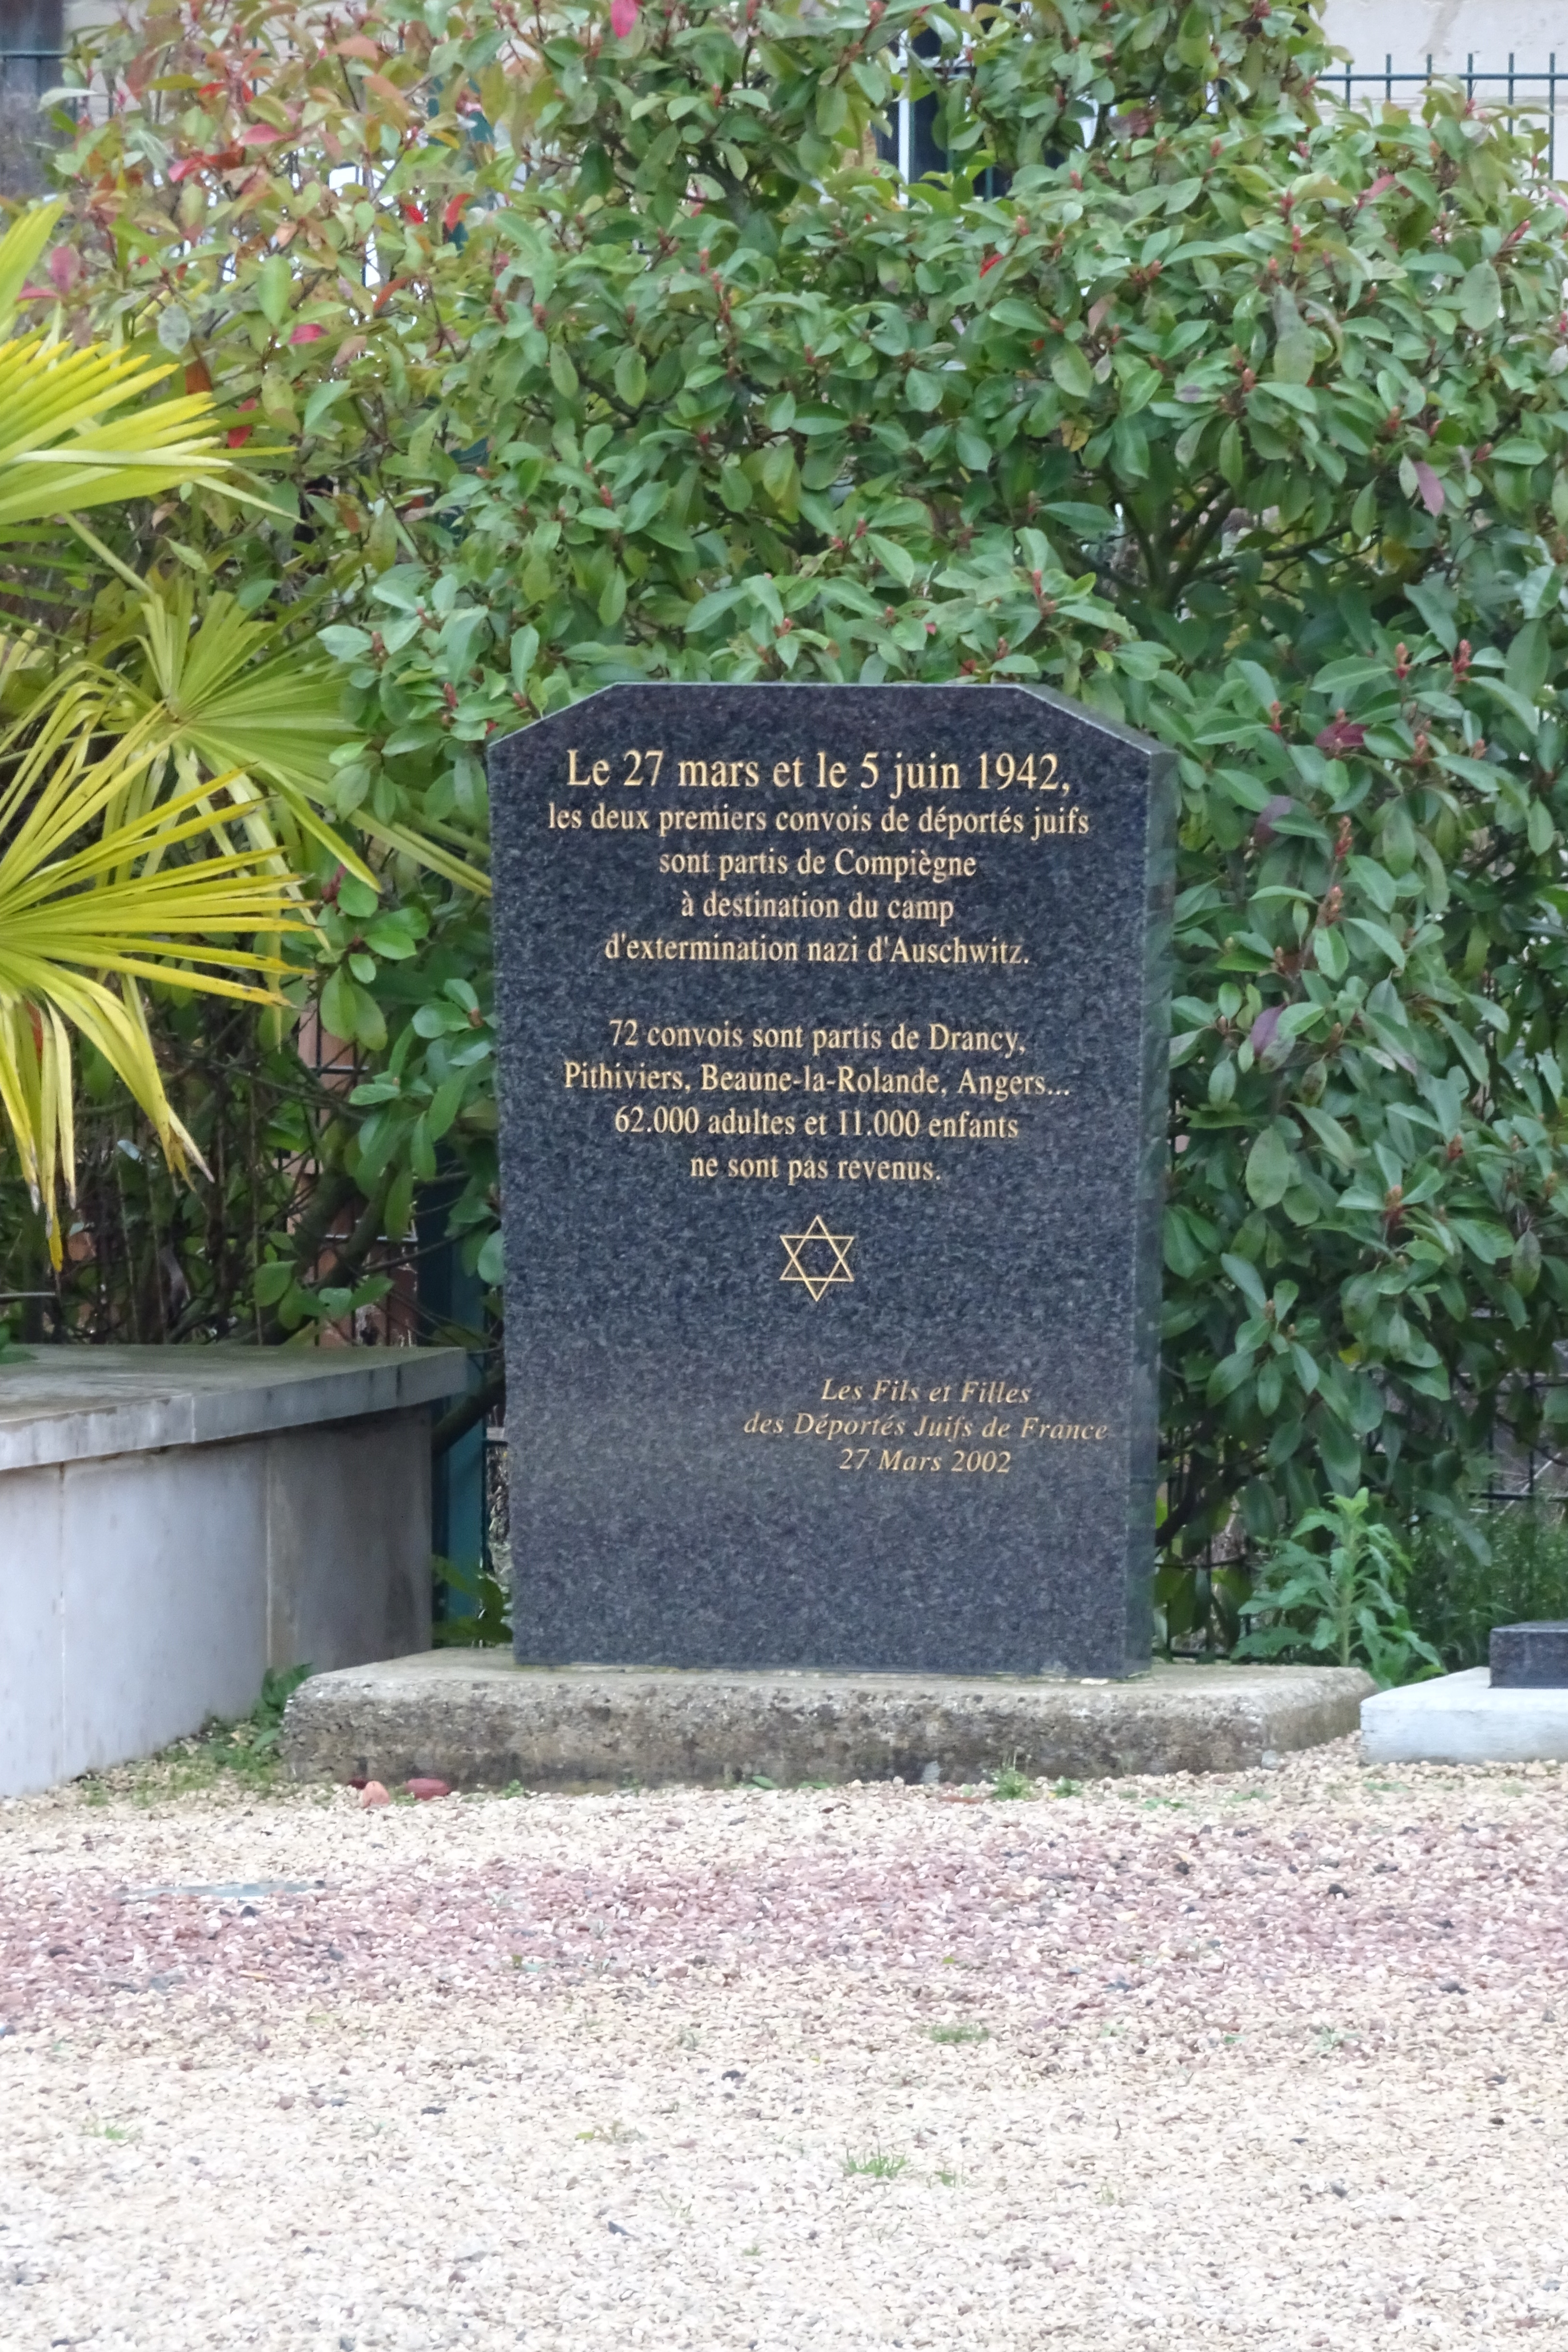 Le 27 mars et le 5 juin 1942,
les deux premiers convois de déportés juifs
sont partis de Compiègne
à destination du camp
d'extermination nazi d'Auschwitz.
72 convois sont partis de Drancy,
Pithiviers, Beaune-la-Rolande, Angers...
62.000 adultes et 11.000 enfants
ne sont pas revenus.
Les Fils et Filles
des Déportés Juifs de France
27 Mars 2002